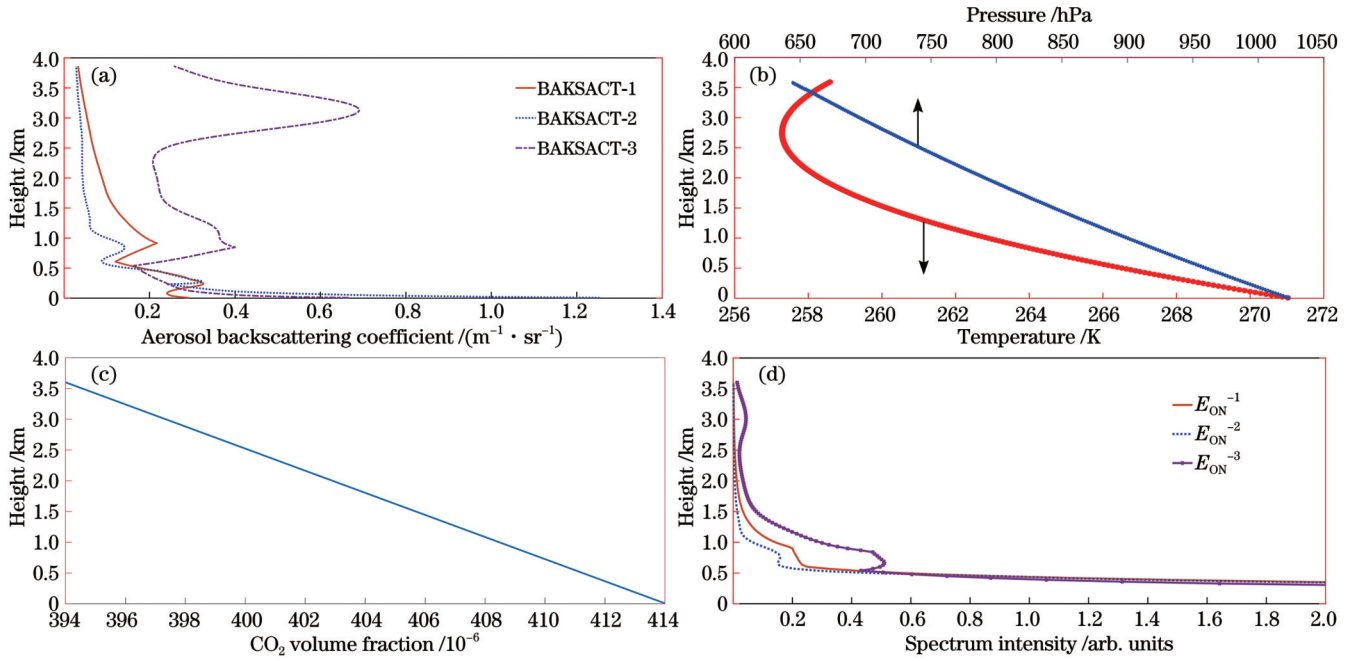 (a)
4.0
3.5
3.0
2.5
2.0
1.5
1.0
0.5
0
Height /km
BAKSACT-1
BAKSACT-2
BAKSACT-3
0.2 0.4 0.6 0.8 1.0 1.2 1.4
Aerosol backscattering coefficient /(m⁻¹ · sr⁻¹)
Pressure /hPa
600 650 700 750 800 850 900 950 1000 1050
(b)
4.0
3.5
3.0
2.5
2.0
1.5
1.0
0.5
0
Height /km
256 258 260 262 264 266 268 270 272
Temperature /K
(c)
4.0
3.5
3.0
2.5
2.0
1.5
1.0
0.5
0
Height /km
394 396 398 400 402 404 406 408 410 412 414
CO₂ volume fraction /10⁻⁶
(d)
4.0
3.5
3.0
2.5
2.0
1.5
1.0
0.5
0
Height /km
E_ON⁻¹
E_ON⁻²
E_ON⁻³
0.2 0.4 0.6 0.8 1.0 1.2 1.4 1.6 1.8 2.0
Spectrum intensity /arb. units